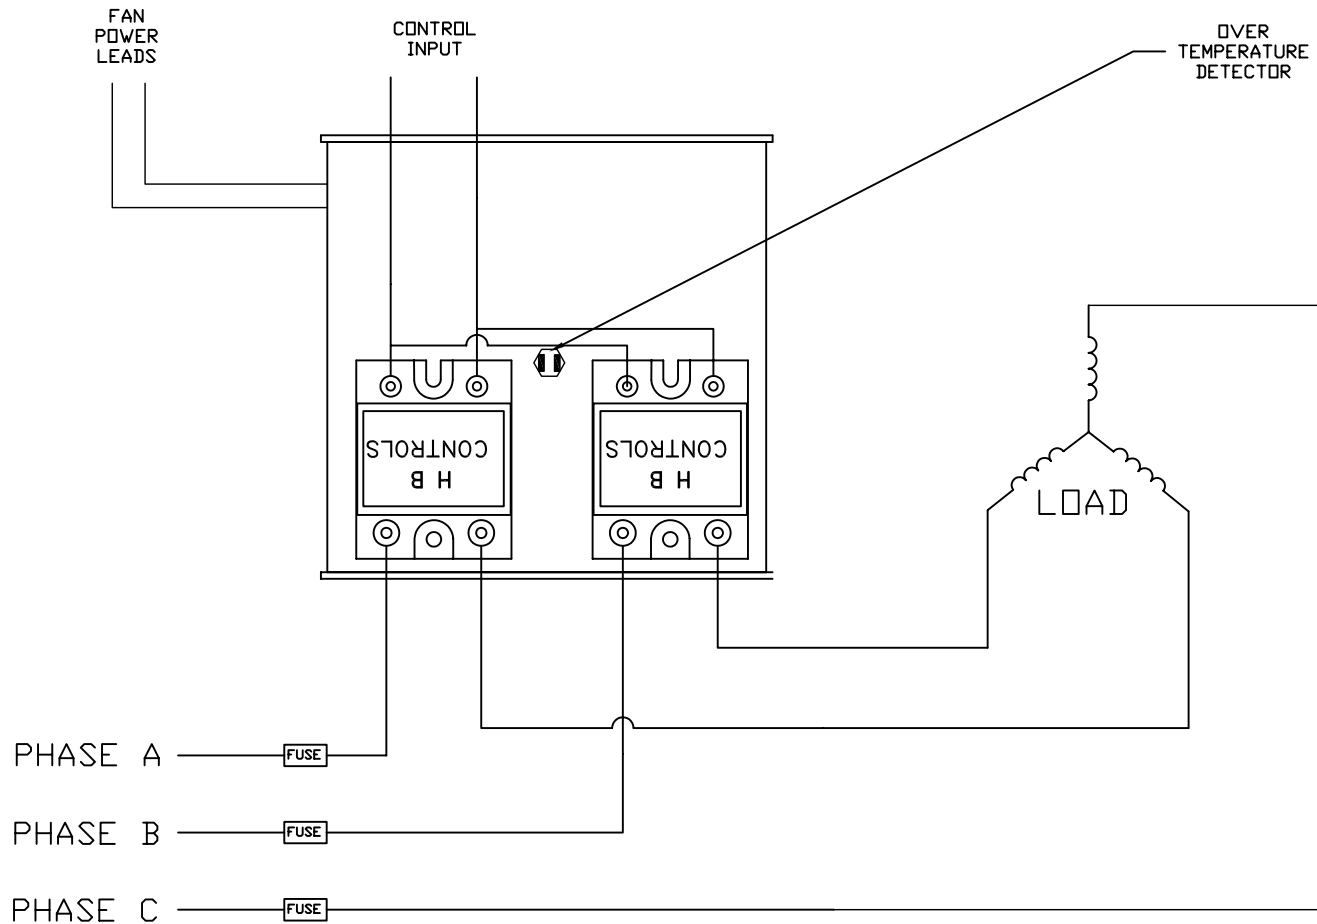 FAN
POWER
LEADS
CONTROL
INPUT
OVER
TEMPERATURE
DETECTOR
H B
CONTROLS
H B
CONTROLS
LOAD
PHASE A
FUSE
PHASE B
FUSE
PHASE C
FUSE